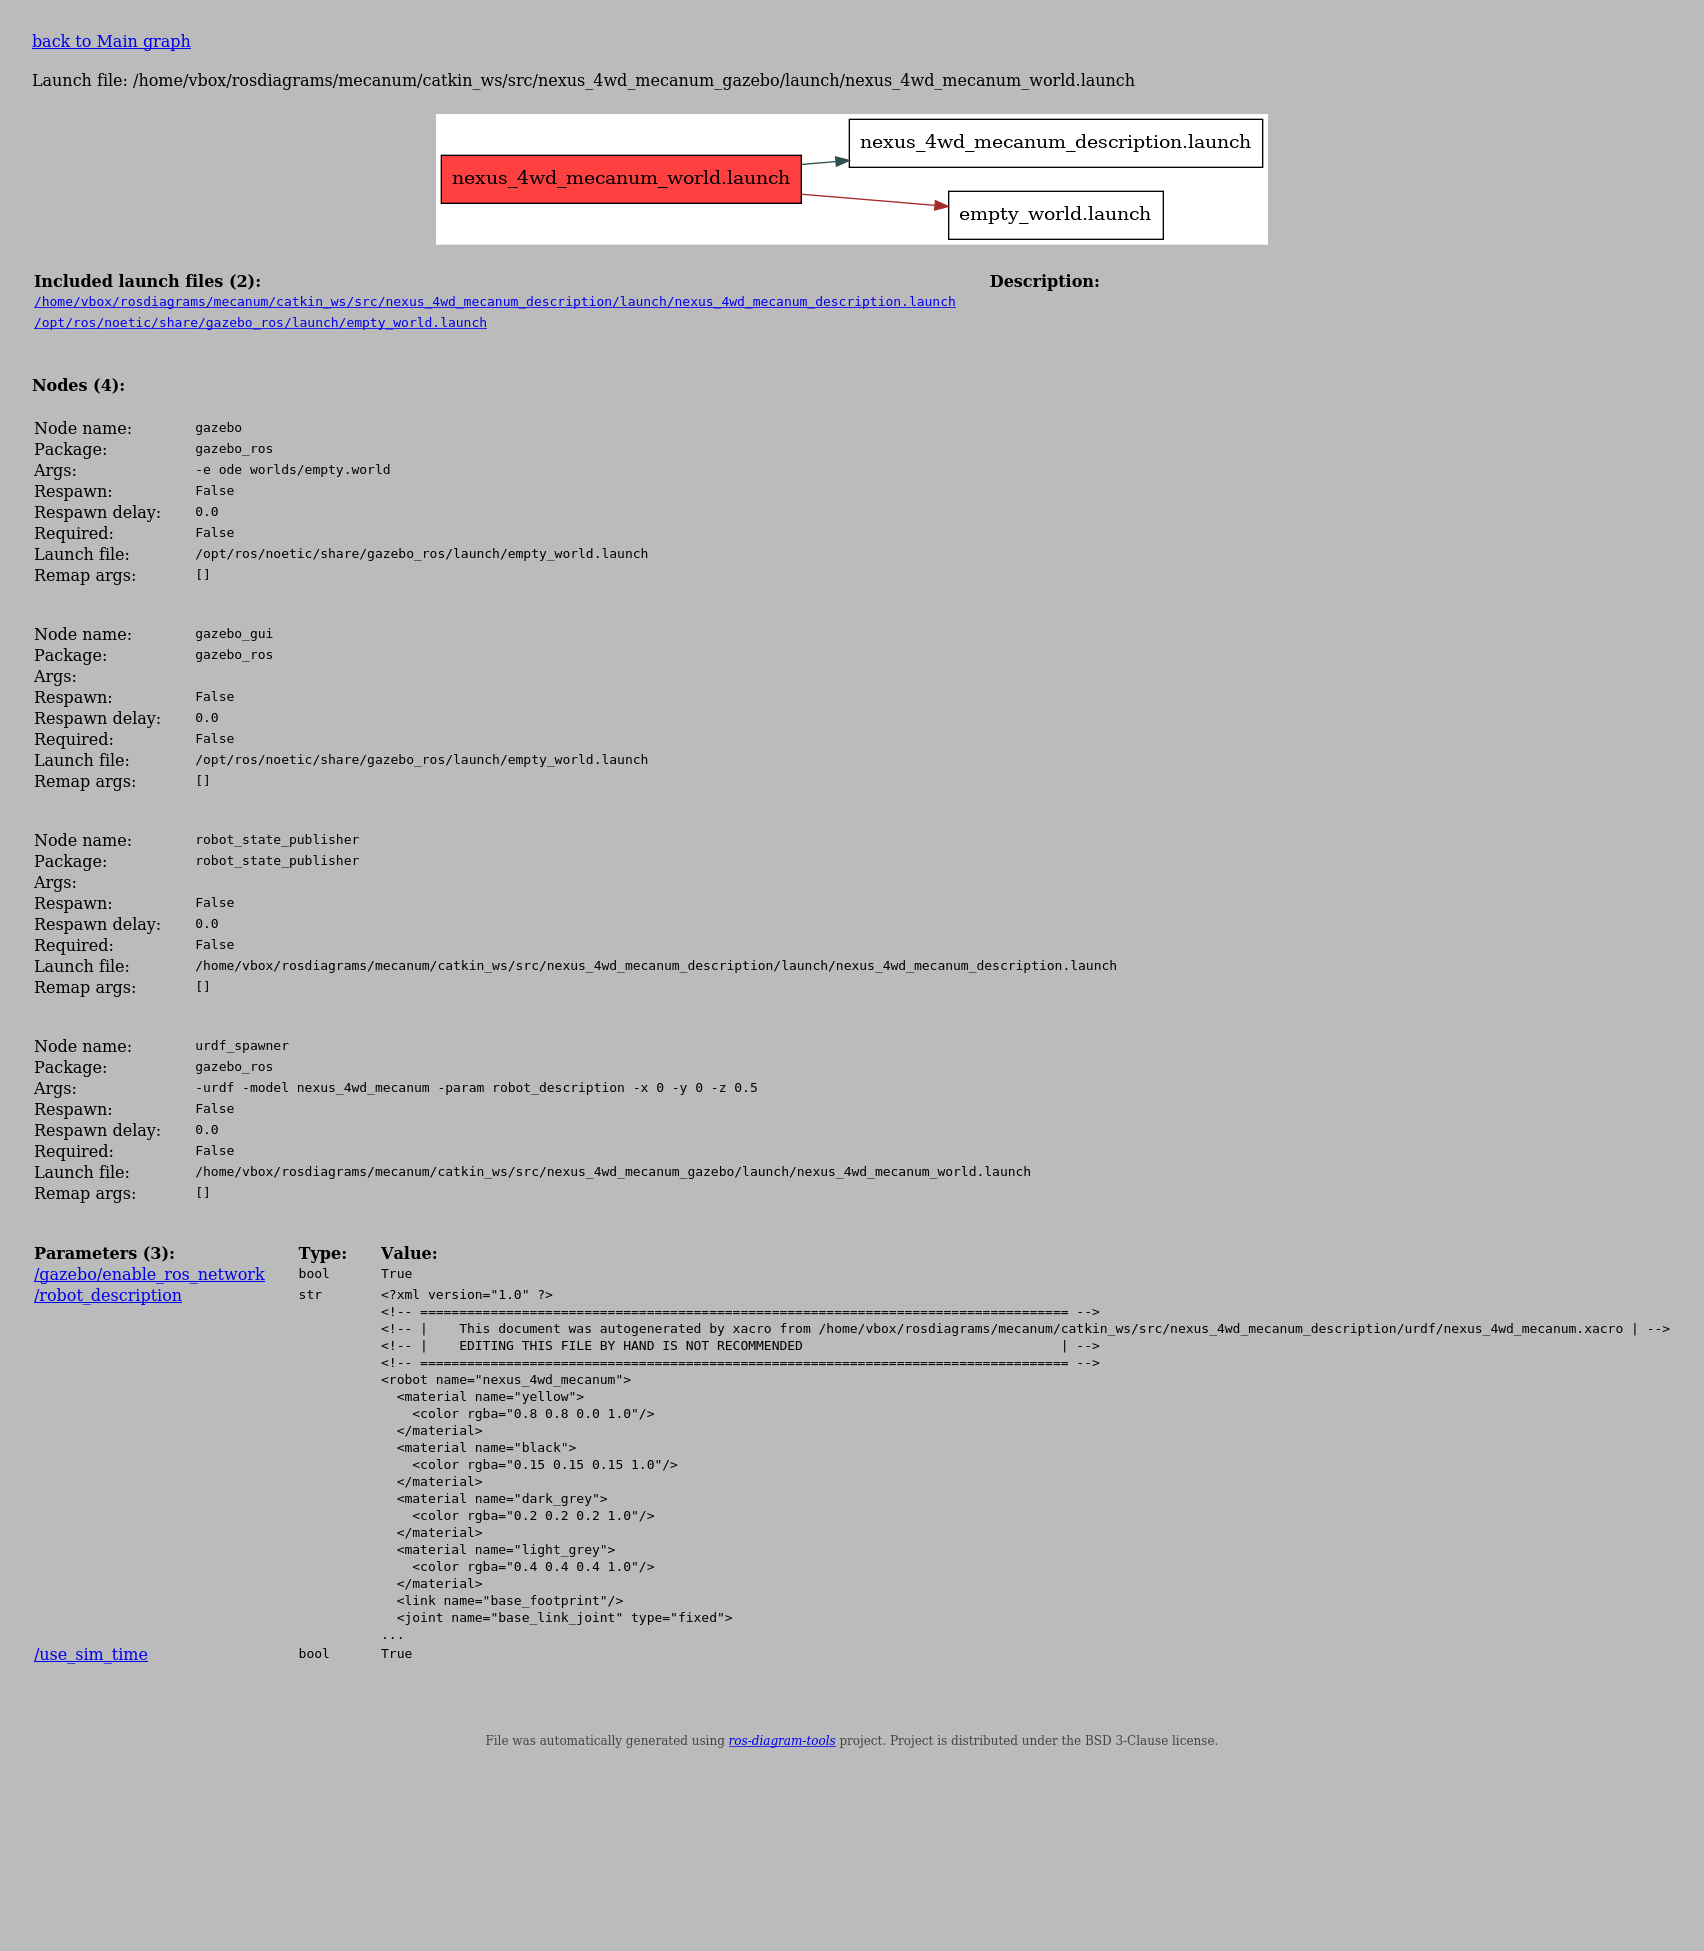 back to Main graph
Launch file: /home/vbox/rosdiagrams/mecanum/catkin_ws/src/nexus_4wd_mecanum_gazebo/launch/nexus_4wd_mecanum_world.launch
nexus_4wd_mecanum_description.launch
nexus_4wd_mecanum_world.launch
empty_world.launch
Included launch files (2): Description:
/home/vbox/rosdiagrams/mecanum/catkin_ws/src/nexus_4wd_mecanum_description/launch/nexus_4wd_mecanum_description.launch
/opt/ros/noetic/share/gazebo_ros/launch/empty_world.launch
Nodes (4):
Node name: gazebo
Package: gazebo_ros
Args: -e ode worlds/empty.world
Respawn: False
Respawn delay: 0.0
Required: False
Launch file: /opt/ros/noetic/share/gazebo_ros/launch/empty_world.launch
Remap args: []
Node name: gazebo_gui
Package: gazebo_ros
Args:
Respawn: False
Respawn delay: 0.0
Required: False
Launch file: /opt/ros/noetic/share/gazebo_ros/launch/empty_world.launch
Remap args: []
Node name: robot_state_publisher
Package: robot_state_publisher
Args:
Respawn: False
Respawn delay: 0.0
Required: False
Launch file: /home/vbox/rosdiagrams/mecanum/catkin_ws/src/nexus_4wd_mecanum_description/launch/nexus_4wd_mecanum_description.launch
Remap args: []
Node name: urdf_spawner
Package: gazebo_ros
Args: -urdf -model nexus_4wd_mecanum -param robot_description -x 0 -y 0 -z 0.5
Respawn: False
Respawn delay: 0.0
Required: False
Launch file: /home/vbox/rosdiagrams/mecanum/catkin_ws/src/nexus_4wd_mecanum_gazebo/launch/nexus_4wd_mecanum_world.launch
Remap args: []
Parameters (3): Type: Value:
/gazebo/enable_ros_network bool True
/robot_description str <?xml version="1.0" ?>
<!-- =================================================================================== -->
<!-- |    This document was autogenerated by xacro from /home/vbox/rosdiagrams/mecanum/catkin_ws/src/nexus_4wd_mecanum_description/urdf/nexus_4wd_mecanum.xacro | -->
<!-- |    EDITING THIS FILE BY HAND IS NOT RECOMMENDED                                 | -->
<!-- =================================================================================== -->
<robot name="nexus_4wd_mecanum">
  <material name="yellow">
    <color rgba="0.8 0.8 0.0 1.0"/>
  </material>
  <material name="black">
    <color rgba="0.15 0.15 0.15 1.0"/>
  </material>
  <material name="dark_grey">
    <color rgba="0.2 0.2 0.2 1.0"/>
  </material>
  <material name="light_grey">
    <color rgba="0.4 0.4 0.4 1.0"/>
  </material>
  <link name="base_footprint"/>
  <joint name="base_link_joint" type="fixed">
...
/use_sim_time bool True
File was automatically generated using ros-diagram-tools project. Project is distributed under the BSD 3-Clause license.